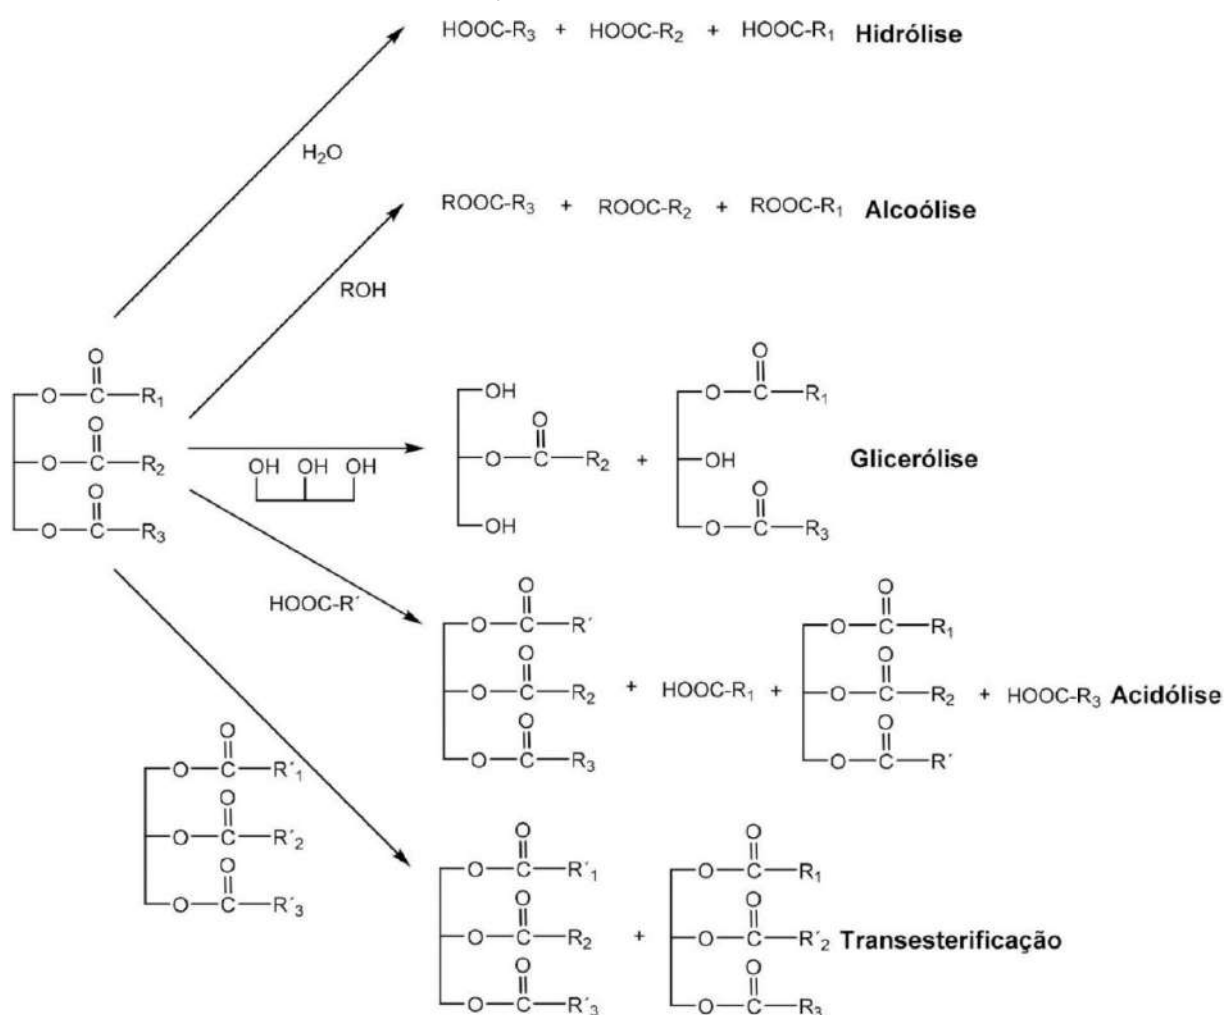 HOOC-R3 + HOOC-R2 + HOOC-R1 Hidrólise
H2O
ROOC-R3 + ROOC-R2 + ROOC-R1 Alcoólise
ROH
O
O—C—R1
O
O—C—R2
O
O—C—R3
OH OH OH
OH
O
O—C—R2
OH
+
O
O—C—R1
OH
O
O—C—R3
Glicerólise
HOOC-R´
O
O—C—R´
O
O—C—R2
O
O—C—R3
+ HOOC-R1 +
O
O—C—R1
O
O—C—R2
O
O—C—R´
+ HOOC-R3 Acidólise
O
O—C—R´1
O
O—C—R´2
O
O—C—R´3
O
O—C—R´1
O
O—C—R2
O
O—C—R´3
+
O
O—C—R1
O
O—C—R´2
O
O—C—R3
Transesterificação